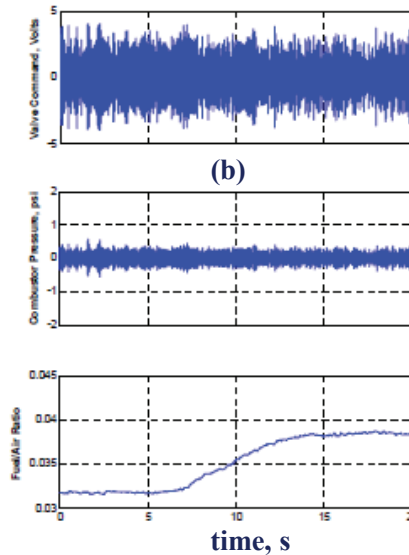 5
0
-5
Valve Command, Volts
(b)
2
1
0
-1
-2
Combustor Pressure, psi
0.045
0.04
0.035
0.03
Fuel/Air Ratio
0 5 10 15 20
time, s